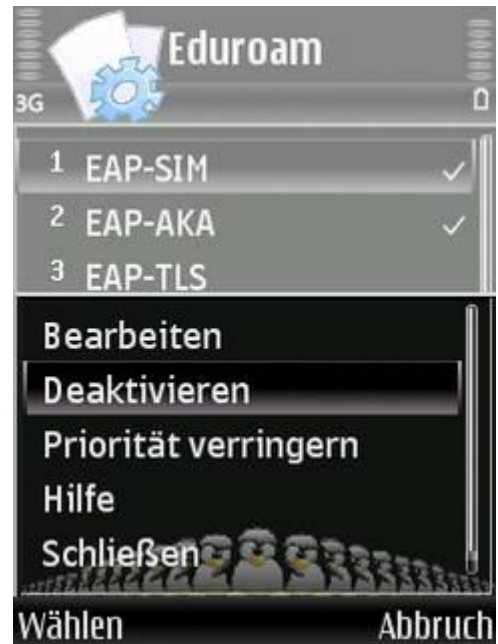 Eduroam
3G
1 EAP-SIM
2 EAP-AKA
3 EAP-TLS
Bearbeiten
Deaktivieren
Priorität verringern
Hilfe
Schließen
Wählen Abbruch